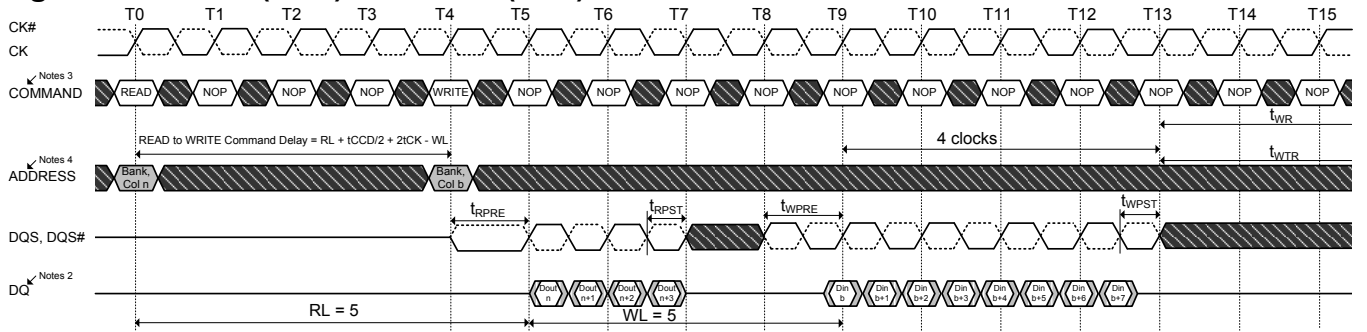 T0 T1 T2 T3 T4 T5 T6 T7 T8 T9 T10 T11 T12 T13 T14 T15
CK#
CK
Notes 3
COMMAND
READ NOP NOP NOP WRITE NOP NOP NOP NOP NOP NOP NOP NOP NOP NOP NOP
tWR
READ to WRITE Command Delay = RL + tCCD/2 + 2tCK - WL
4 clocks
tWTR
Notes 4
ADDRESS
Bank, Col n
Bank, Col b
tRPRE tRPST tWPRE tWPST
DQS, DQS#
Notes 2
DQ
Dout n Dout n+1 Dout n+2 Dout n+3 Din b Din b+1 Din b+2 Din b+3 Din b+4 Din b+5 Din b+6 Din b+7
RL = 5 WL = 5